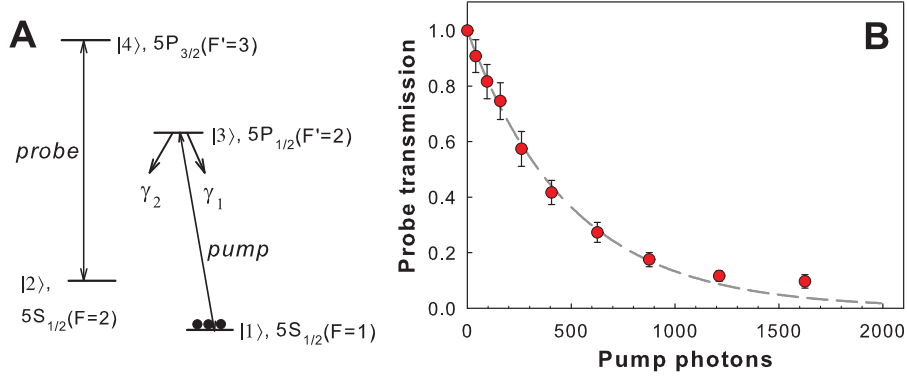 A
|4⟩, 5P3/2(F'=3)
|3⟩, 5P1/2(F'=2)
probe
γ2
γ1
pump
|2⟩,
5S1/2(F=2)
|1⟩, 5S1/2(F=1)
B
Probe transmission
1.0
0.8
0.6
0.4
0.2
0.0
0
500
1000
1500
2000
Pump photons